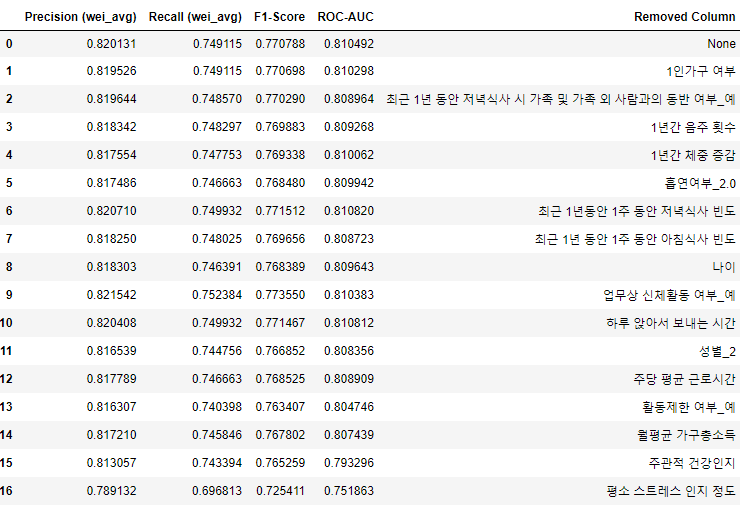 Precision (wei_avg) Recall (wei_avg) F1-Score ROC-AUC Removed Column
0 0.820131 0.749115 0.770788 0.810492 None
1 0.819526 0.749115 0.770698 0.810298 1인가구 여부
2 0.819644 0.748570 0.770290 0.808964 최근 1년 동안 저녁식사 시 가족 및 가족 외 사람과의 동반 여부_예
3 0.818342 0.748297 0.769883 0.809268 1년간 음주 횟수
4 0.817554 0.747753 0.769338 0.810062 1년간 체중 증감
5 0.817486 0.746663 0.768480 0.809942 흡연여부_2.0
6 0.820710 0.749932 0.771512 0.810820 최근 1년동안 1주 동안 저녁식사 빈도
7 0.818250 0.748025 0.769656 0.808723 최근 1년 동안 1주 동안 아침식사 빈도
8 0.818303 0.746391 0.768389 0.809643 나이
9 0.821542 0.752384 0.773550 0.810383 업무상 신체활동 여부_예
10 0.820408 0.749932 0.771467 0.810812 하루 앉아서 보내는 시간
11 0.816539 0.744756 0.766852 0.808356 성별_2
12 0.817789 0.746663 0.768525 0.808909 주당 평균 근로시간
13 0.816307 0.740398 0.763407 0.804746 활동제한 여부_예
14 0.817210 0.745846 0.767802 0.807439 월평균 가구총소득
15 0.813057 0.743394 0.765259 0.793296 주관적 건강인지
16 0.789132 0.696813 0.725411 0.751863 평소 스트레스 인지 정도